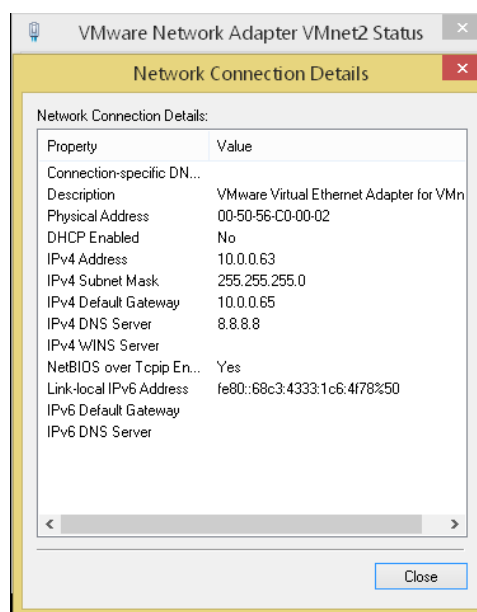 VMware Network Adapter VMnet2 Status
Network Connection Details
Network Connection Details:
Property Value
Connection-specific DN...
Description VMware Virtual Ethernet Adapter for VMn
Physical Address 00-50-56-C0-00-02
DHCP Enabled No
IPv4 Address 10.0.0.63
IPv4 Subnet Mask 255.255.255.0
IPv4 Default Gateway 10.0.0.65
IPv4 DNS Server 8.8.8.8
IPv4 WINS Server
NetBIOS over Tcpip En... Yes
Link-local IPv6 Address fe80::68c3:4333:1c6:4f78%50
IPv6 Default Gateway
IPv6 DNS Server
Close